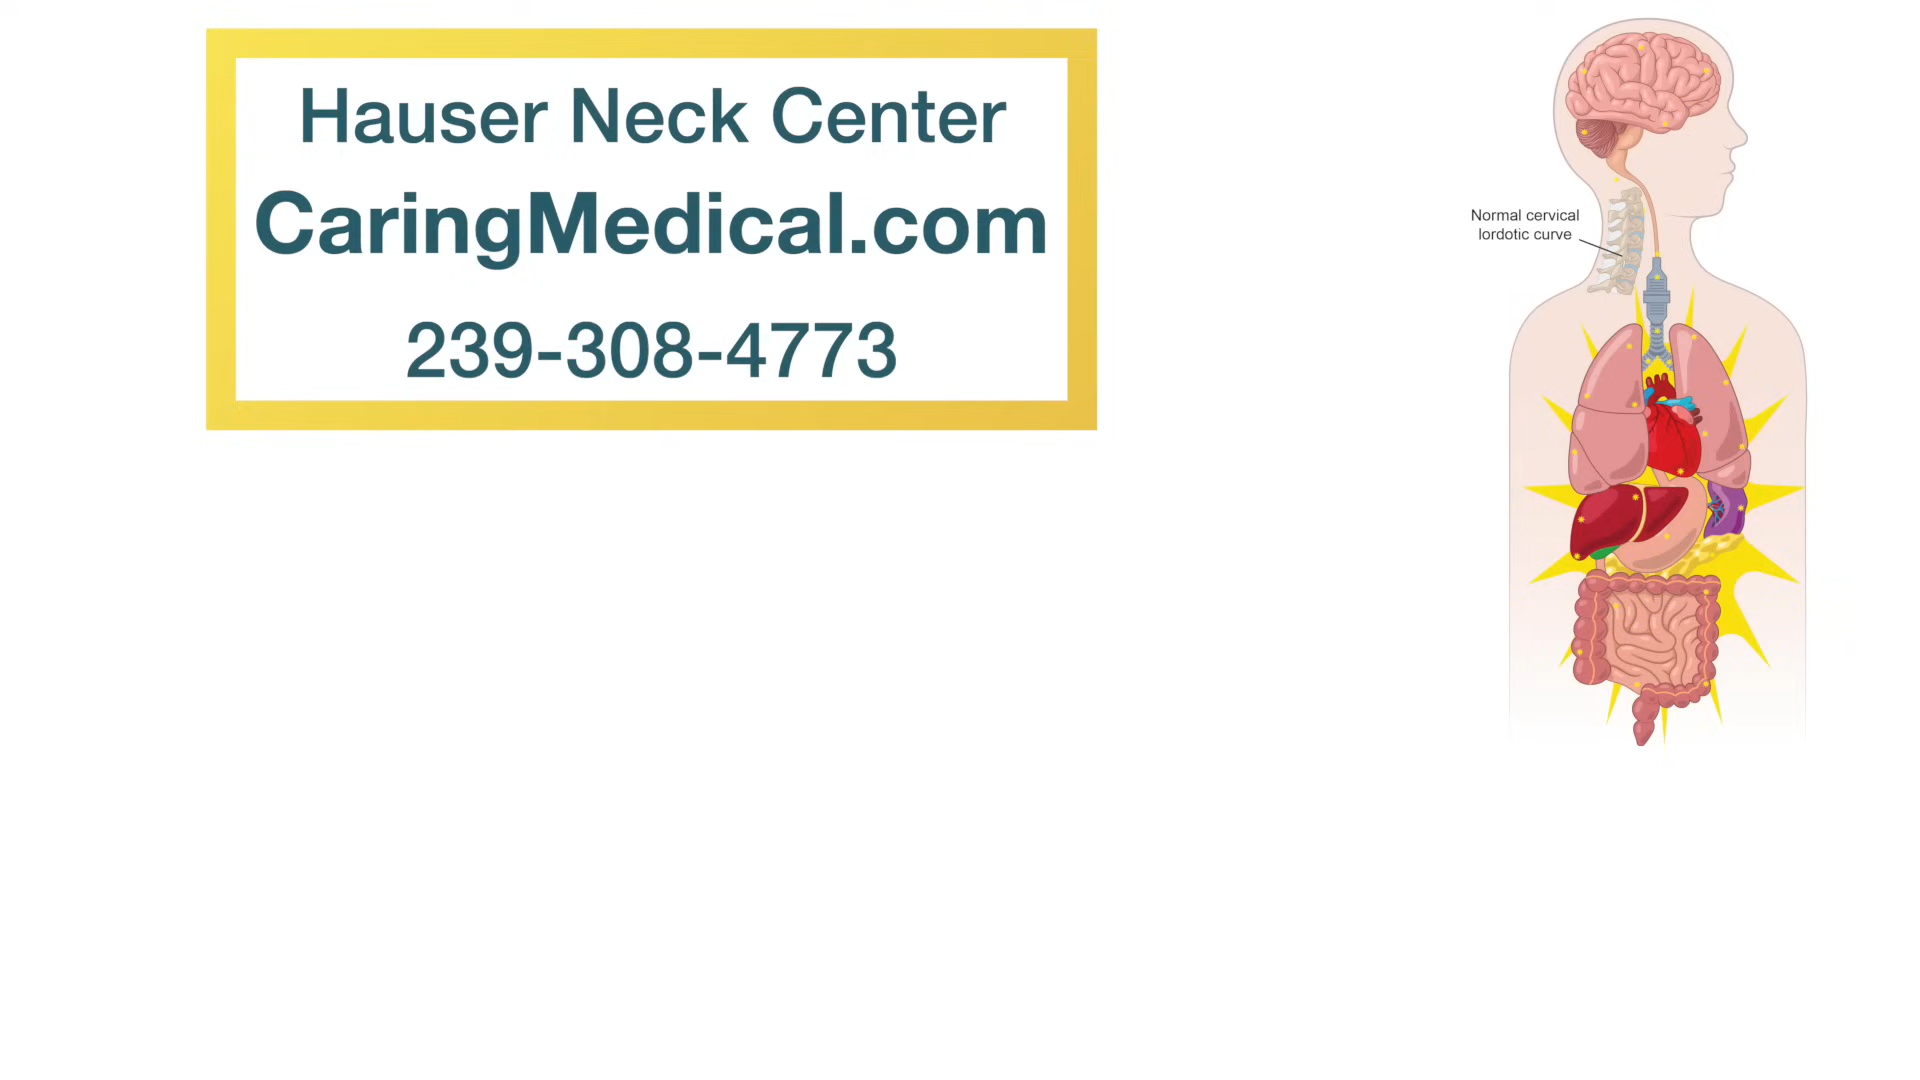 Hauser Neck Center
CaringMedical.com
239-308-4773
Normal cervical
lordotic curve